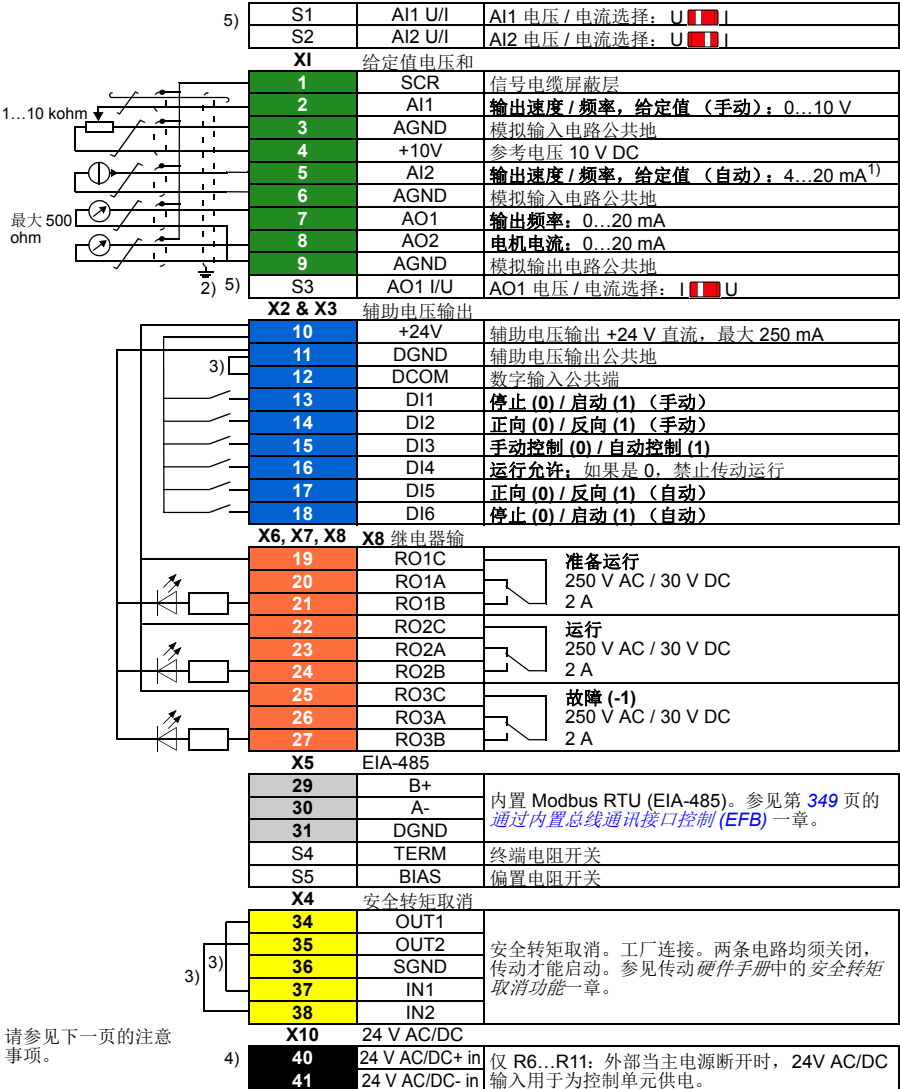 5) S1 AI1 U/I AI1 电压 / 电流选择： U I
S2 AI2 U/I AI2 电压 / 电流选择： U I
XI 给定值电压和
1 SCR 信号电缆屏蔽层
1…10 kohm 2 AI1 输出速度 / 频率，给定值 （手动）：0…10 V
3 AGND 模拟输入电路公共地
4 +10V 参考电压 10 V DC
5 AI2 输出速度 / 频率，给定值 （自动）：4…20 mA1)
6 AGND 模拟输入电路公共地
最大 500 ohm 7 AO1 输出频率：0…20 mA
8 AO2 电机电流：0…20 mA
9 AGND 模拟输出电路公共地
2) 5) S3 AO1 I/U AO1 电压 / 电流选择： I U
X2 & X3 辅助电压输出
10 +24V 辅助电压输出 +24 V 直流，最大 250 mA
3) 11 DGND 辅助电压输出公共地
12 DCOM 数字输入公共端
13 DI1 停止 (0) / 启动 (1) （手动）
14 DI2 正向 (0) / 反向 (1) （手动）
15 DI3 手动控制 (0) / 自动控制 (1)
16 DI4 运行允许；如果是 0，禁止传动运行
17 DI5 正向 (0) / 反向 (1) （自动）
18 DI6 停止 (0) / 启动 (1) （自动）
X6, X7, X8 X8 继电器输
19 RO1C 准备运行
20 RO1A 250 V AC / 30 V DC
21 RO1B 2 A
22 RO2C 运行
23 RO2A 250 V AC / 30 V DC
24 RO2B 2 A
25 RO3C 故障 (-1)
26 RO3A 250 V AC / 30 V DC
27 RO3B 2 A
X5 EIA-485
29 B+ 内置 Modbus RTU (EIA-485)。参见第 349 页的
30 A- 通过内置总线通讯接口控制 (EFB) 一章。
31 DGND
S4 TERM 终端电阻开关
S5 BIAS 偏置电阻开关
X4 安全转矩取消
34 OUT1
35 OUT2 安全转矩取消。工厂连接。两条电路均须关闭，
3) 3) 36 SGND 传动才能启动。参见传动硬件手册中的安全转矩
37 IN1 取消功能一章。
38 IN2
请参见下一页的注意事项。 X10 24 V AC/DC
4) 40 24 V AC/DC+ in 仅 R6…R11：外部当主电源断开时，24V AC/DC
41 24 V AC/DC- in 输入用于为控制单元供电。